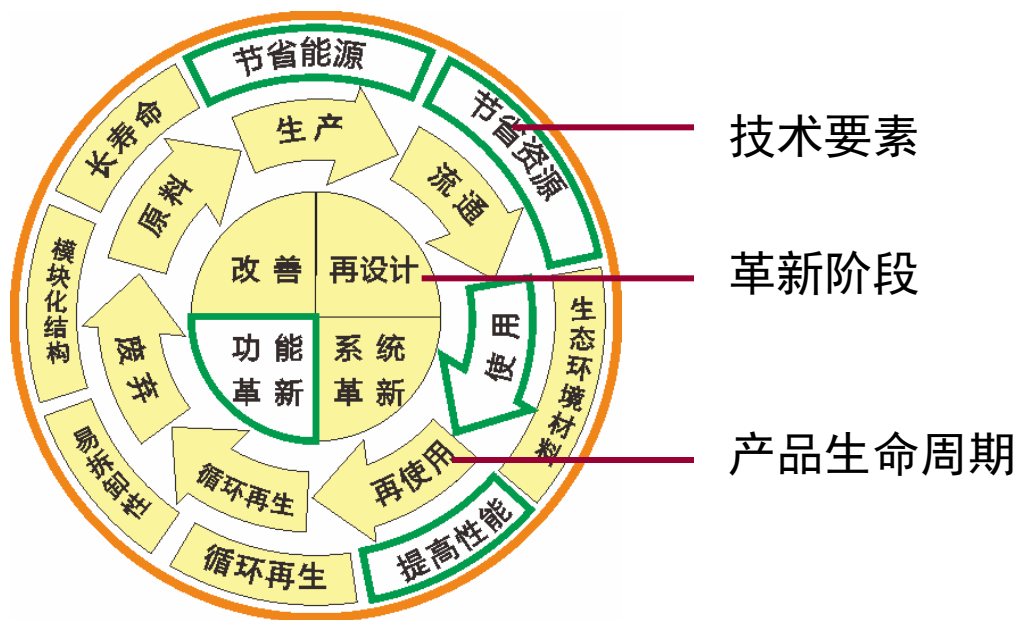 节省能源
节省资源
生态环境材料
提高性能
循环再生
易拆卸性
模块化结构
长寿命
生产
流通
使用
再使用
循环再生
废弃
原料
改善
再设计
功能
革新
系统
革新
技术要素
革新阶段
产品生命周期